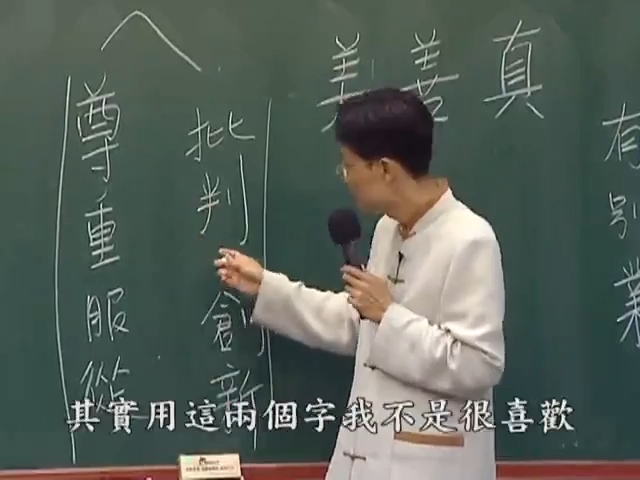 真
善
美
有別業
批判創新
尊重服從
其實用這兩個字我不是很喜歡